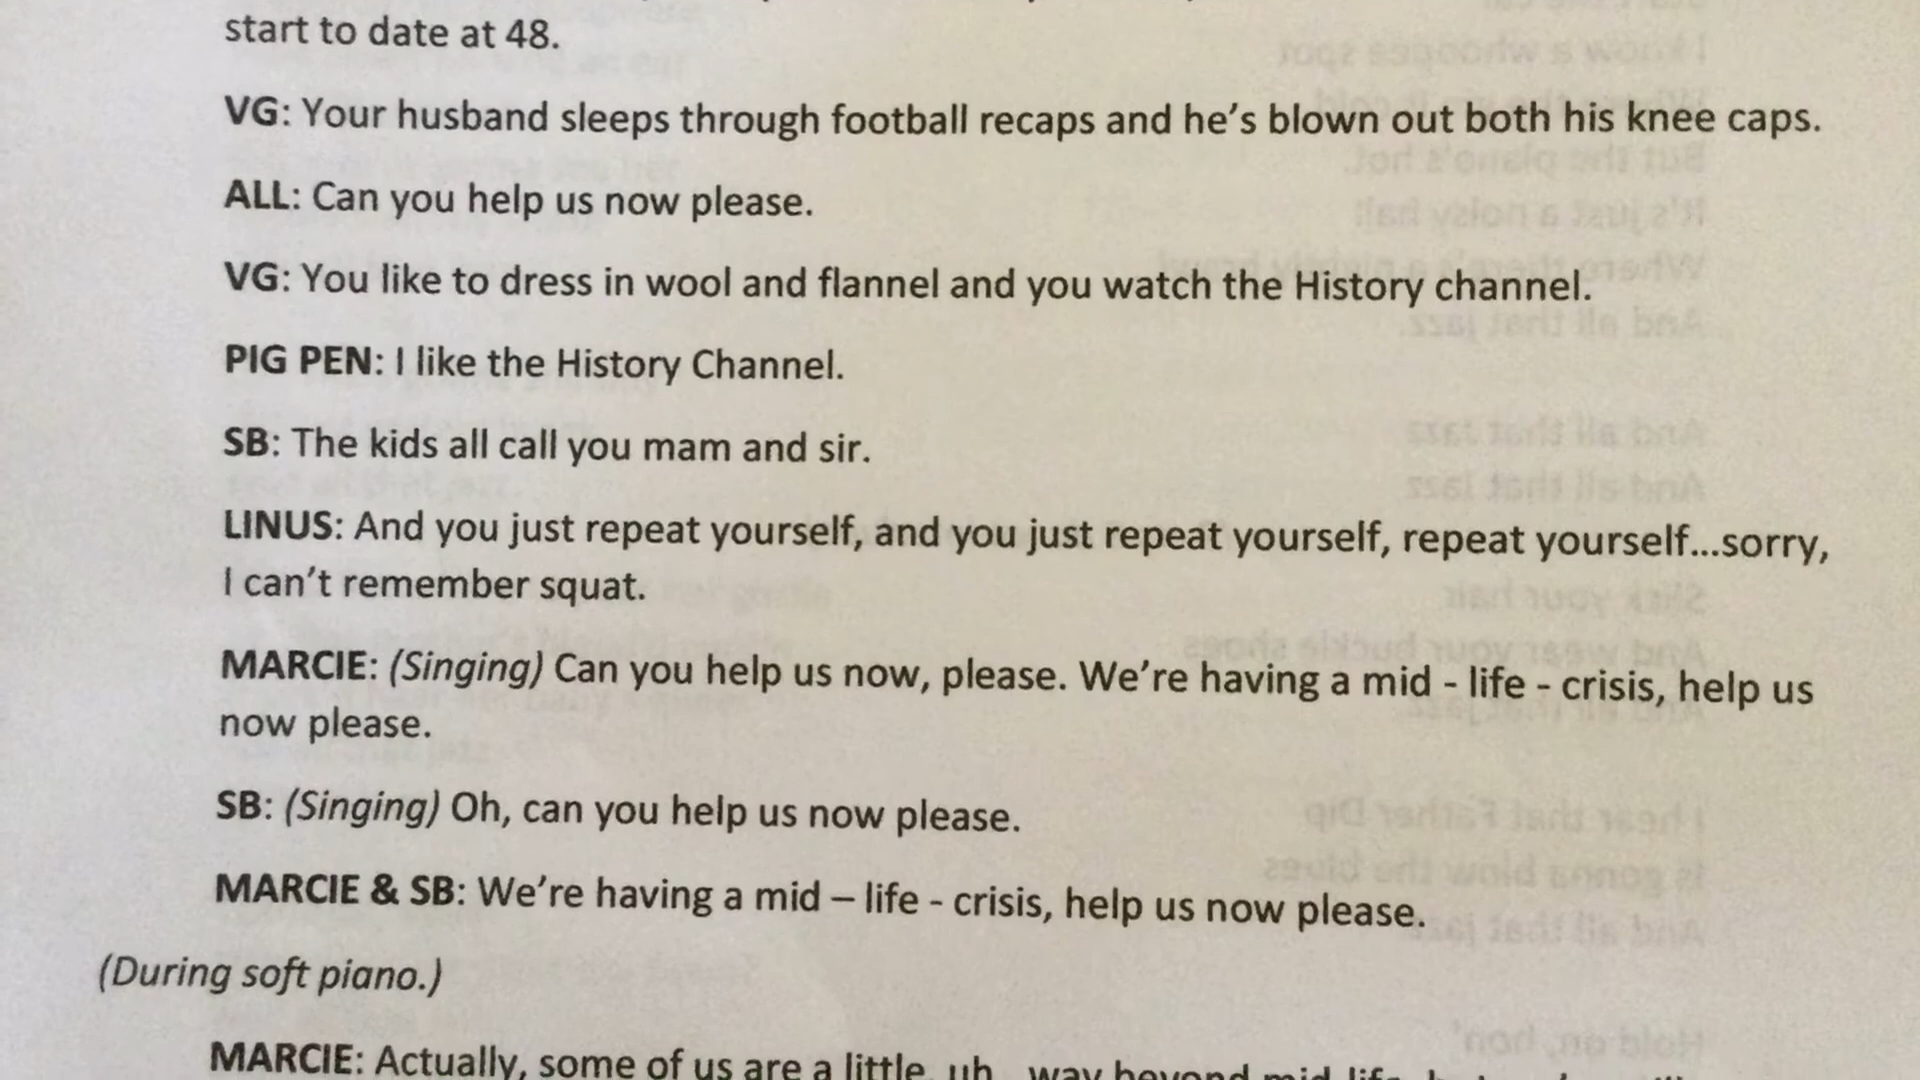 start to date at 48.
VG: Your husband sleeps through football recaps and he's blown out both his knee caps.
ALL: Can you help us now please.
VG: You like to dress in wool and flannel and you watch the History channel.
PIG PEN: I like the History Channel.
SB: The kids all call you mam and sir.
LINUS: And you just repeat yourself, and you just repeat yourself, repeat yourself...sorry,
I can't remember squat.
MARCIE: (Singing) Can you help us now, please. We're having a mid - life - crisis, help us
now please.
SB: (Singing) Oh, can you help us now please.
MARCIE & SB: We're having a mid – life - crisis, help us now please.
(During soft piano.)
MARCIE: Actually, some of us are a little, uh.. way beyond mid life,